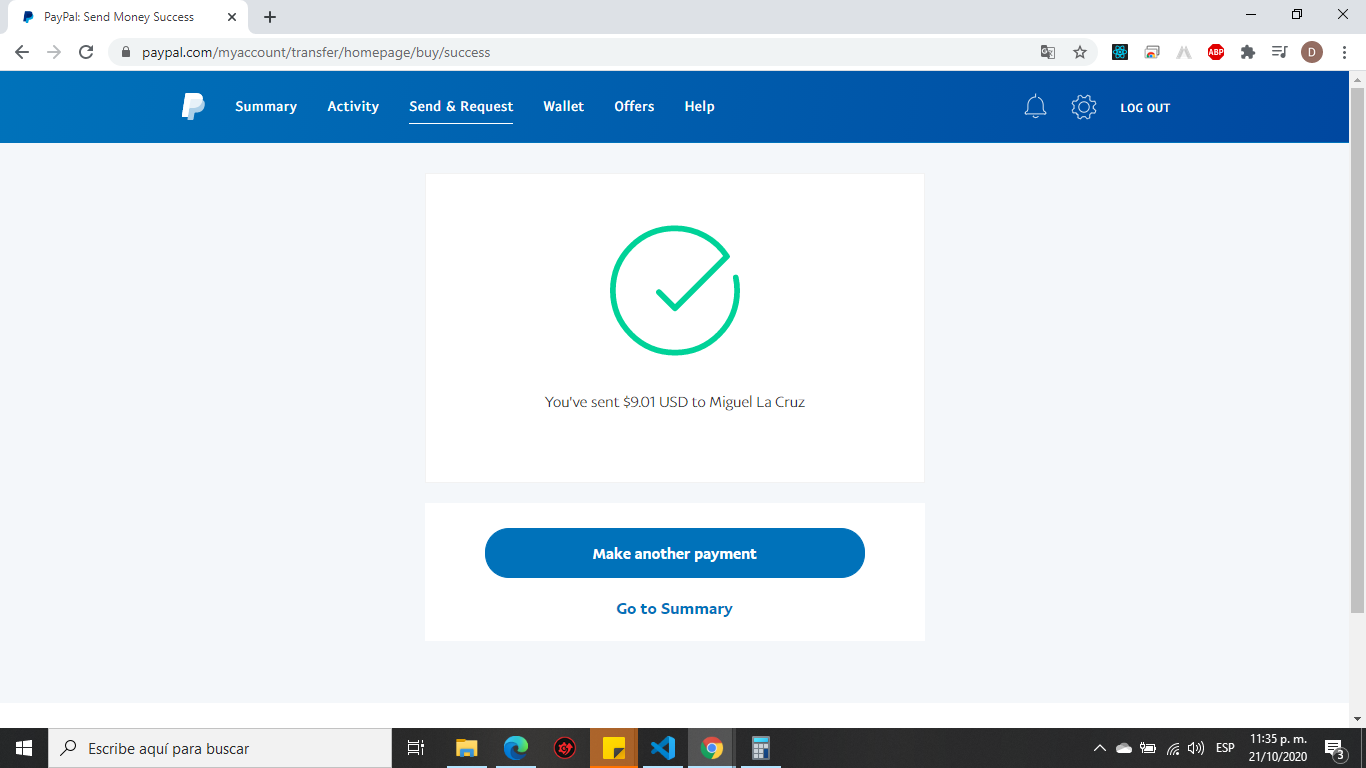 PayPal: Send Money Success
paypal.com/myaccount/transfer/homepage/buy/success
ABP
D
Summary
Activity
Send & Request
Wallet
Offers
Help
LOG OUT
You've sent $9.01 USD to Miguel La Cruz
Make another payment
Go to Summary
Escribe aquí para buscar
ESP
11:35 p. m.
21/10/2020
3